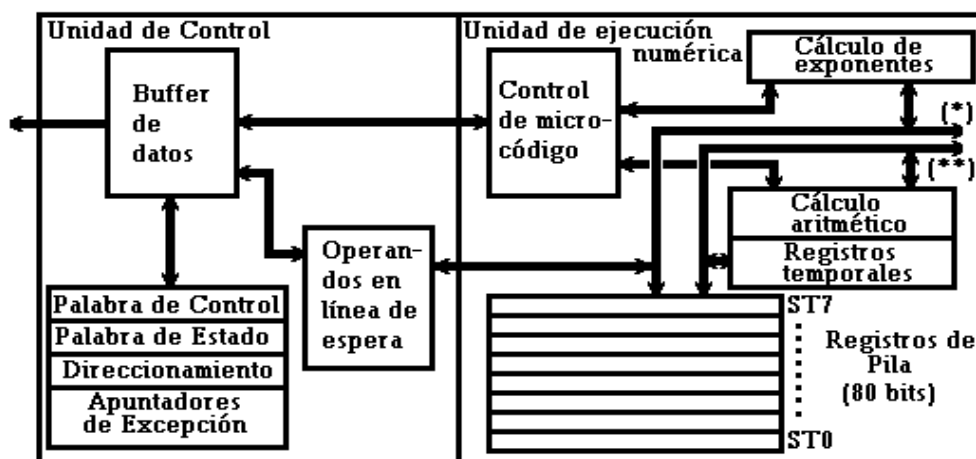 Unidad de Control
Buffer
de
datos
Palabra de Control
Palabra de Estado
Direccionamiento
Apuntadores
de Excepción
Operan-
dos en
línea de
espera
Unidad de ejecución
numérica
Control
de micro-
código
Cálculo de
exponentes
(*)
(**)
Cálculo
aritmético
Registros
temporales
ST7
Registros de
Pila
(80 bits)
ST0